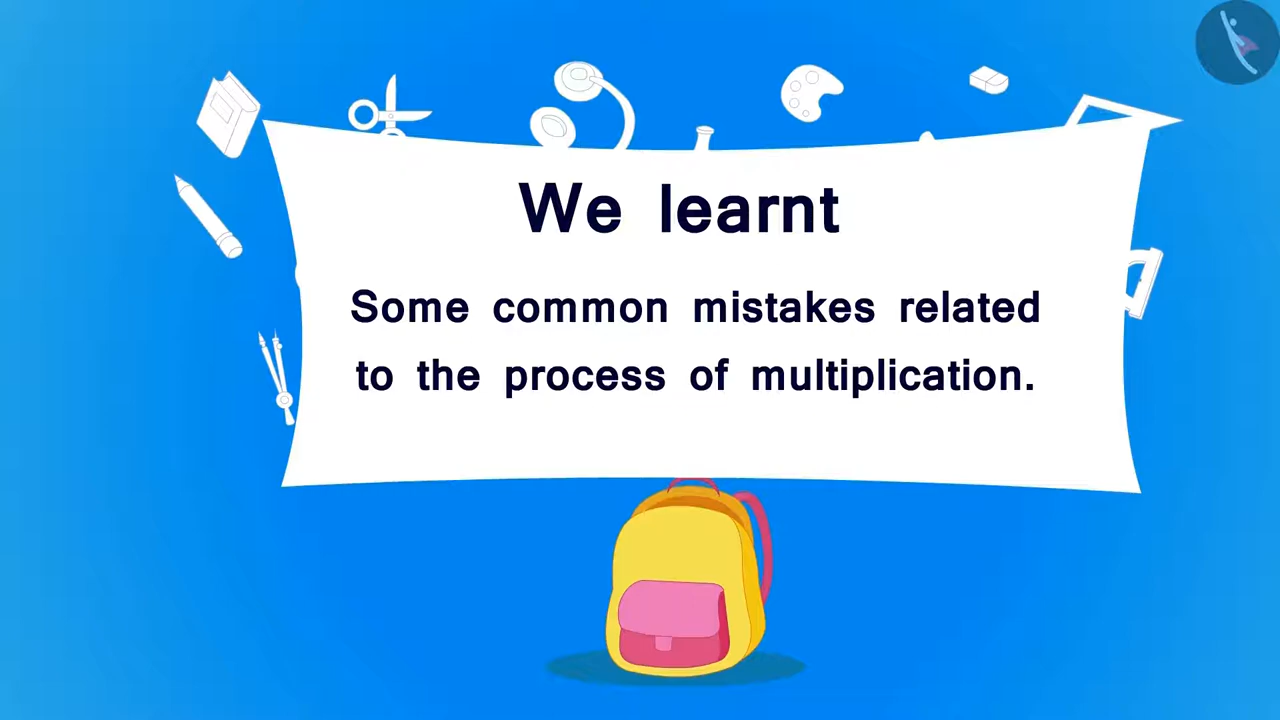 We learnt
Some common mistakes related
to the process of multiplication.